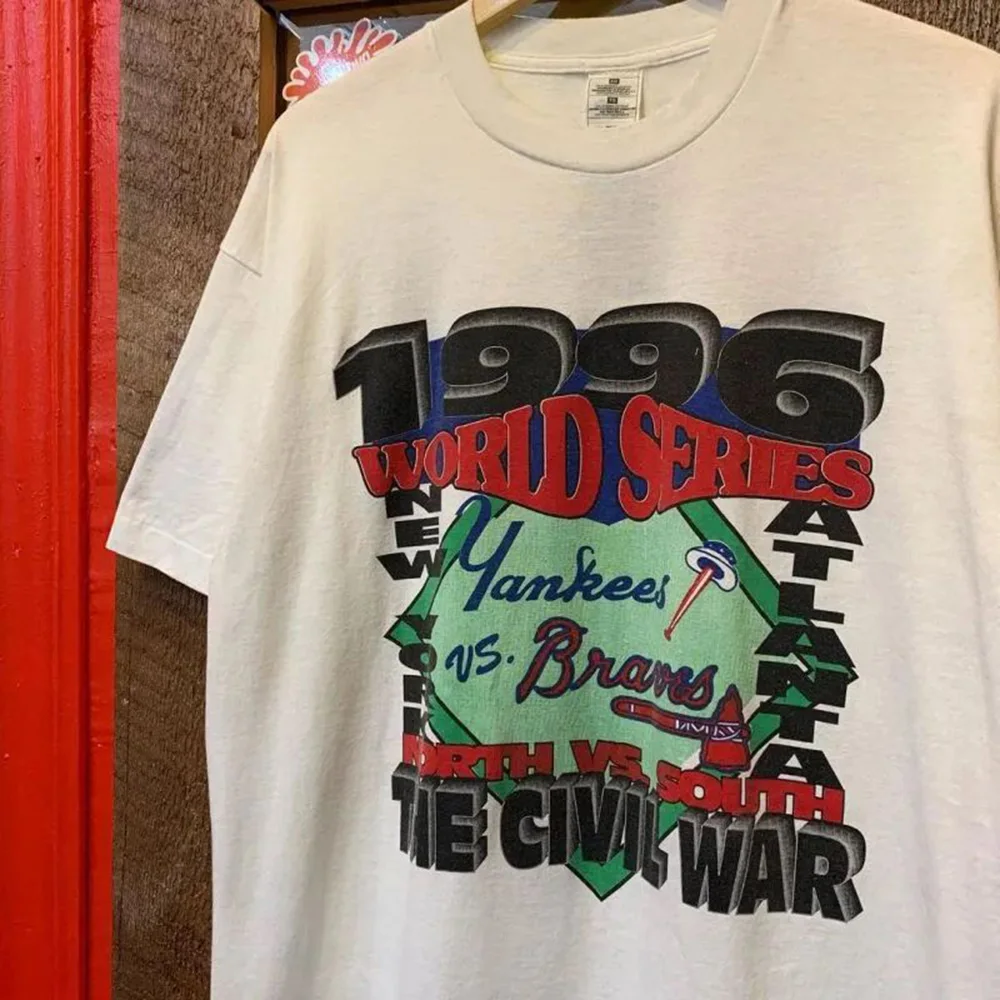 1996
WORLD SERIES
NEW YORK
ATLANTA
Yankees
vs. Braves
NORTH VS. SOUTH
THE CIVIL WAR